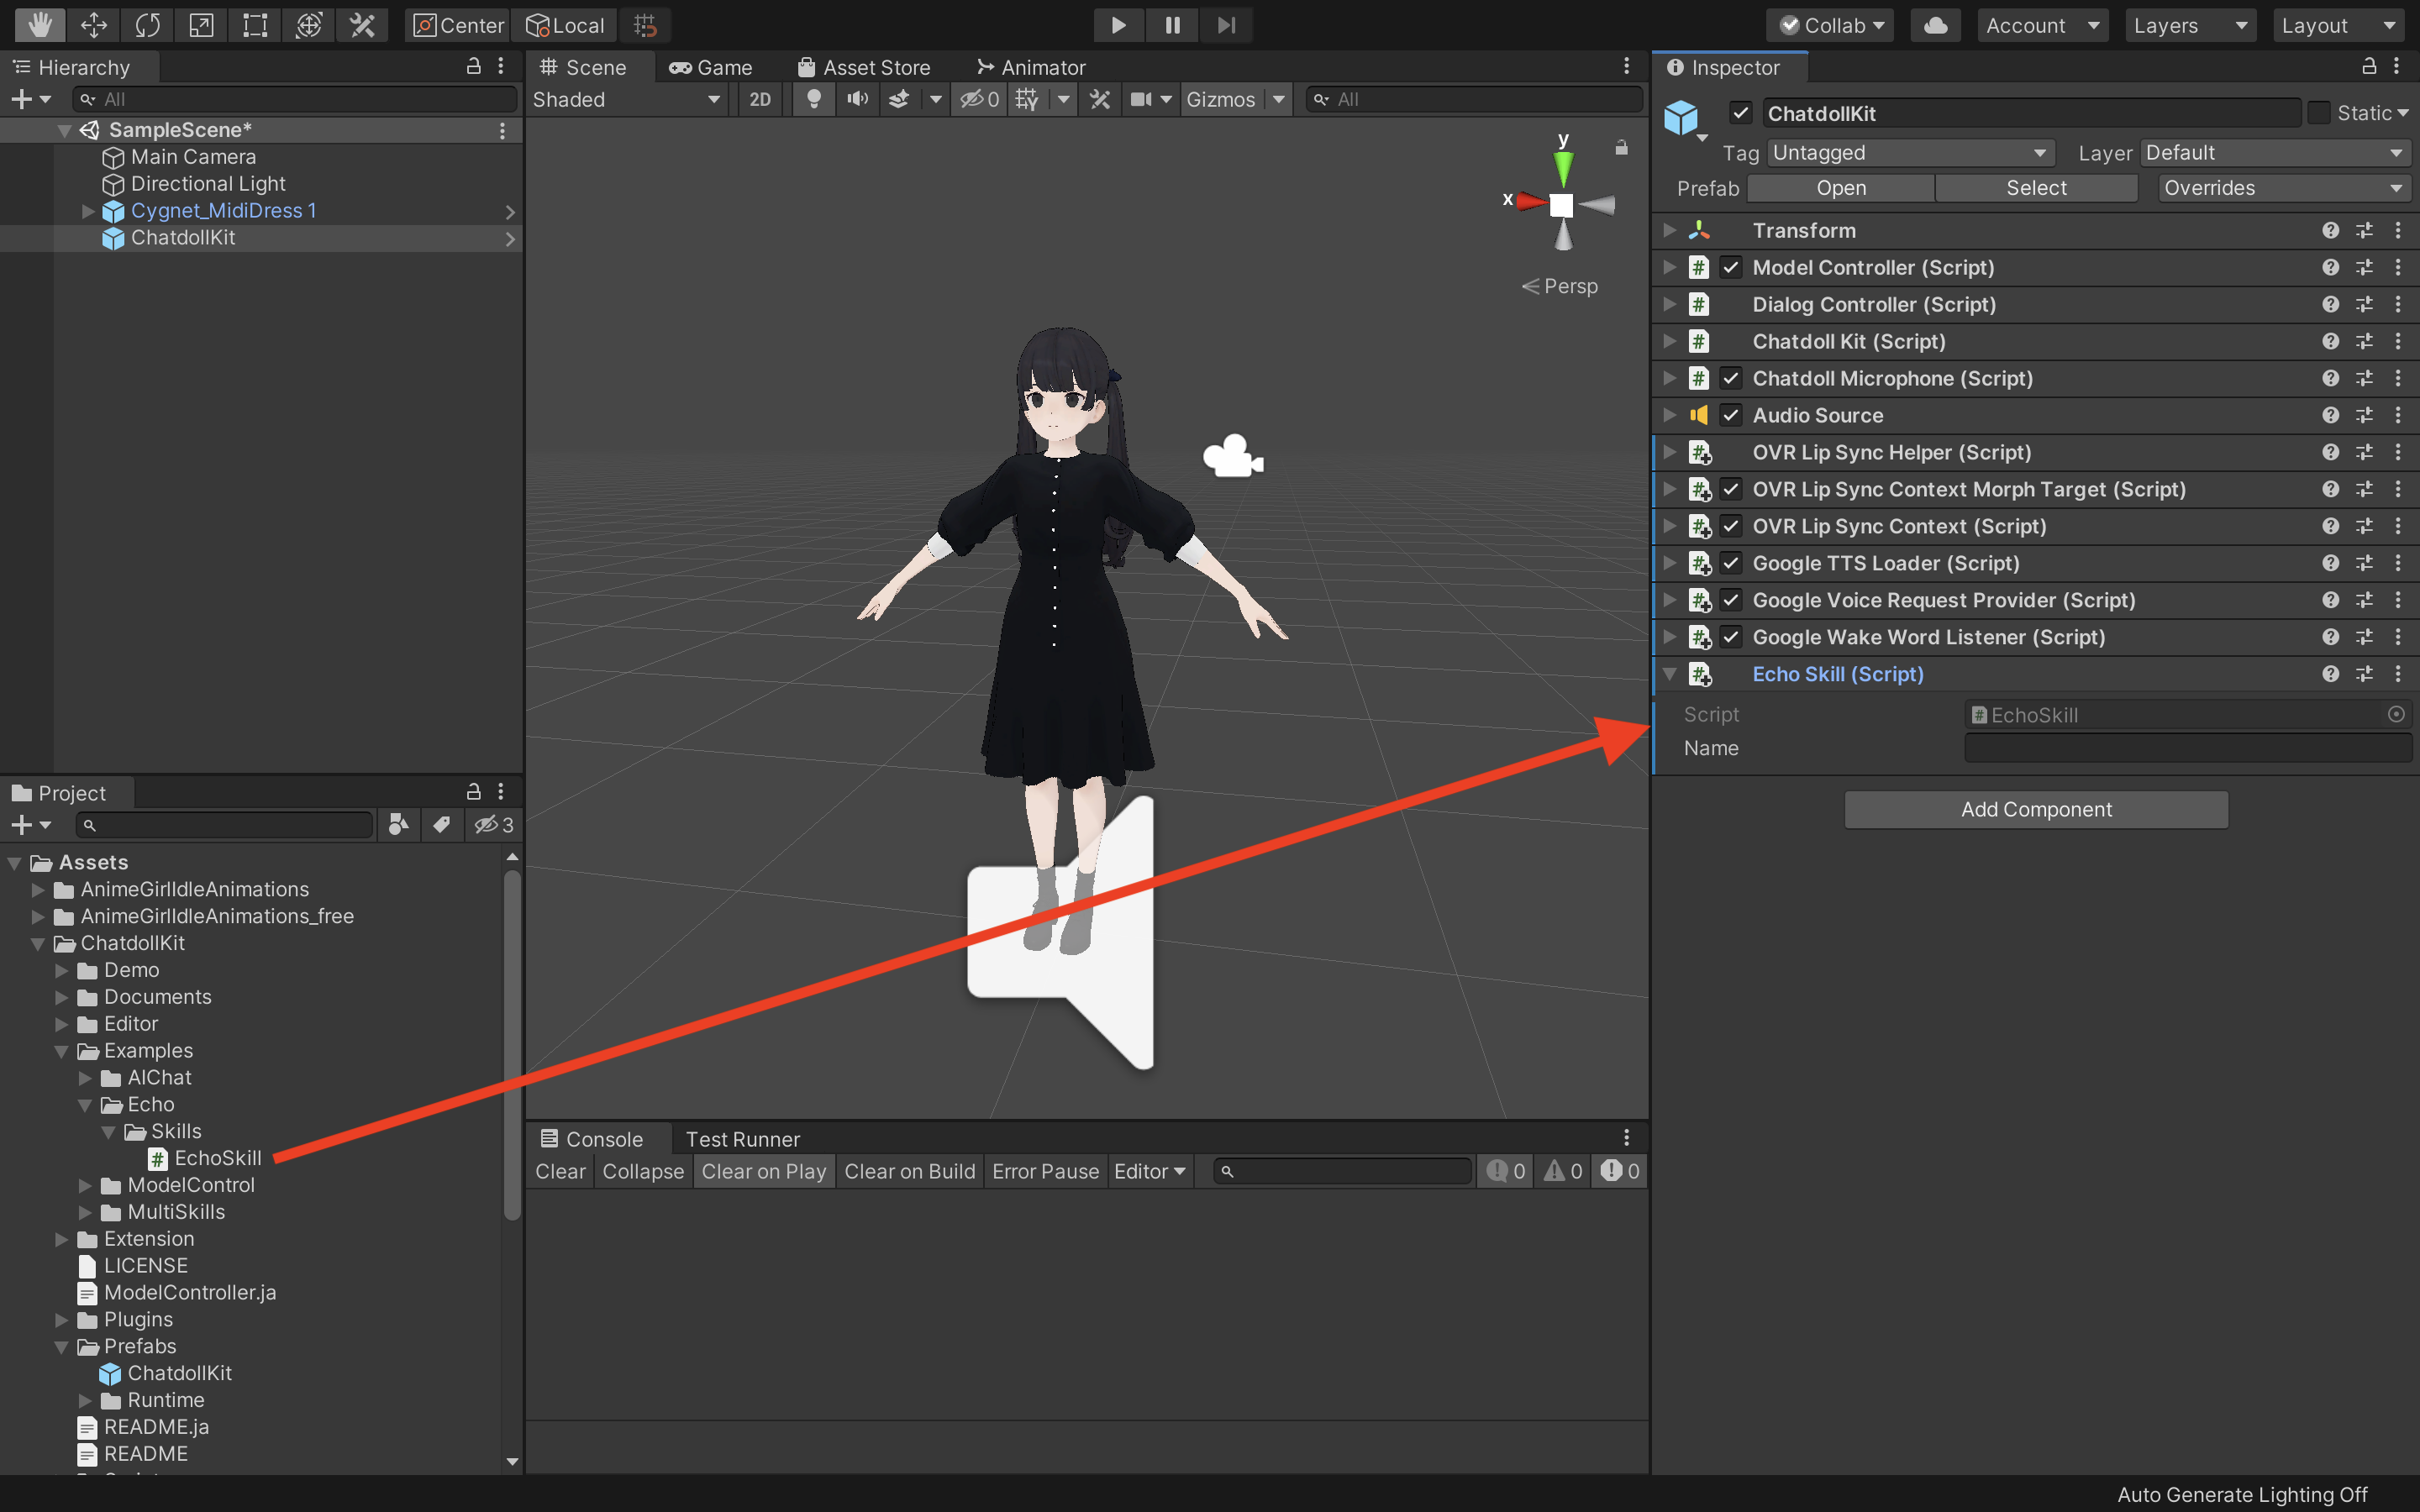 Center
Local
Collab
Account
Layers
Layout
Hierarchy
All
SampleScene*
Main Camera
Directional Light
Cygnet_MidiDress 1
ChatdollKit
Scene
Game
Asset Store
Animator
Shaded
2D
0
Gizmos
All
y
x
Persp
Inspector
ChatdollKit
Static
Tag
Untagged
Layer
Default
Prefab
Open
Select
Overrides
Transform
Model Controller (Script)
Dialog Controller (Script)
Chatdoll Kit (Script)
Chatdoll Microphone (Script)
Audio Source
OVR Lip Sync Helper (Script)
OVR Lip Sync Context Morph Target (Script)
OVR Lip Sync Context (Script)
Google TTS Loader (Script)
Google Voice Request Provider (Script)
Google Wake Word Listener (Script)
Echo Skill (Script)
Script
EchoSkill
Name
Add Component
Project
3
Assets
AnimeGirlIdleAnimations
AnimeGirlIdleAnimations_free
ChatdollKit
Demo
Documents
Editor
Examples
AIChat
Echo
Skills
EchoSkill
ModelControl
MultiSkills
Extension
LICENSE
ModelController.ja
Plugins
Prefabs
ChatdollKit
Runtime
README.ja
README
Console
Test Runner
Clear
Collapse
Clear on Play
Clear on Build
Error Pause
Editor
0
0
0
Auto Generate Lighting Off